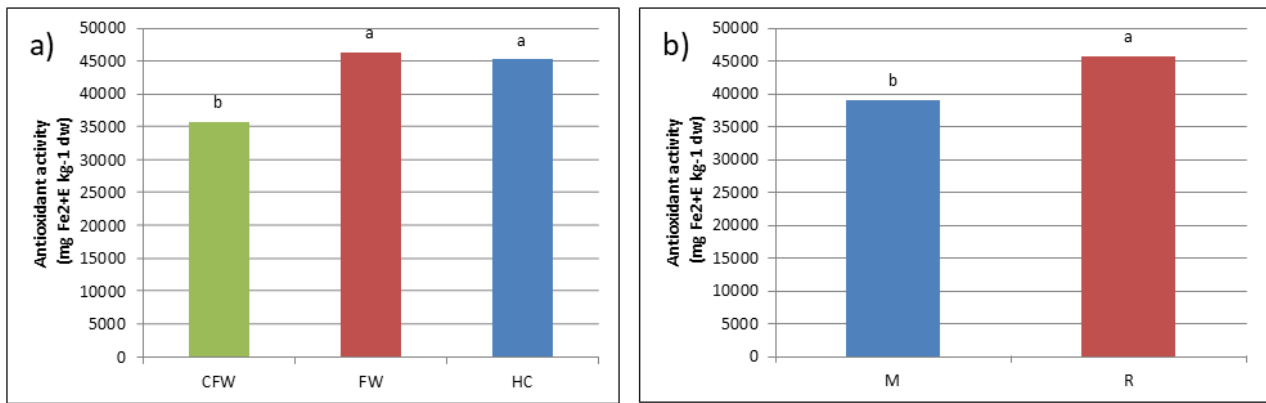 a)
Antioxidant activity
(mg Fe2+E kg-1 dw)
50000
45000
40000
35000
30000
25000
20000
15000
10000
5000
0
b
a
a
CFW
FW
HC
b)
Antioxidant activity
(mg Fe2+E kg-1 dw)
50000
45000
40000
35000
30000
25000
20000
15000
10000
5000
0
b
a
M
R